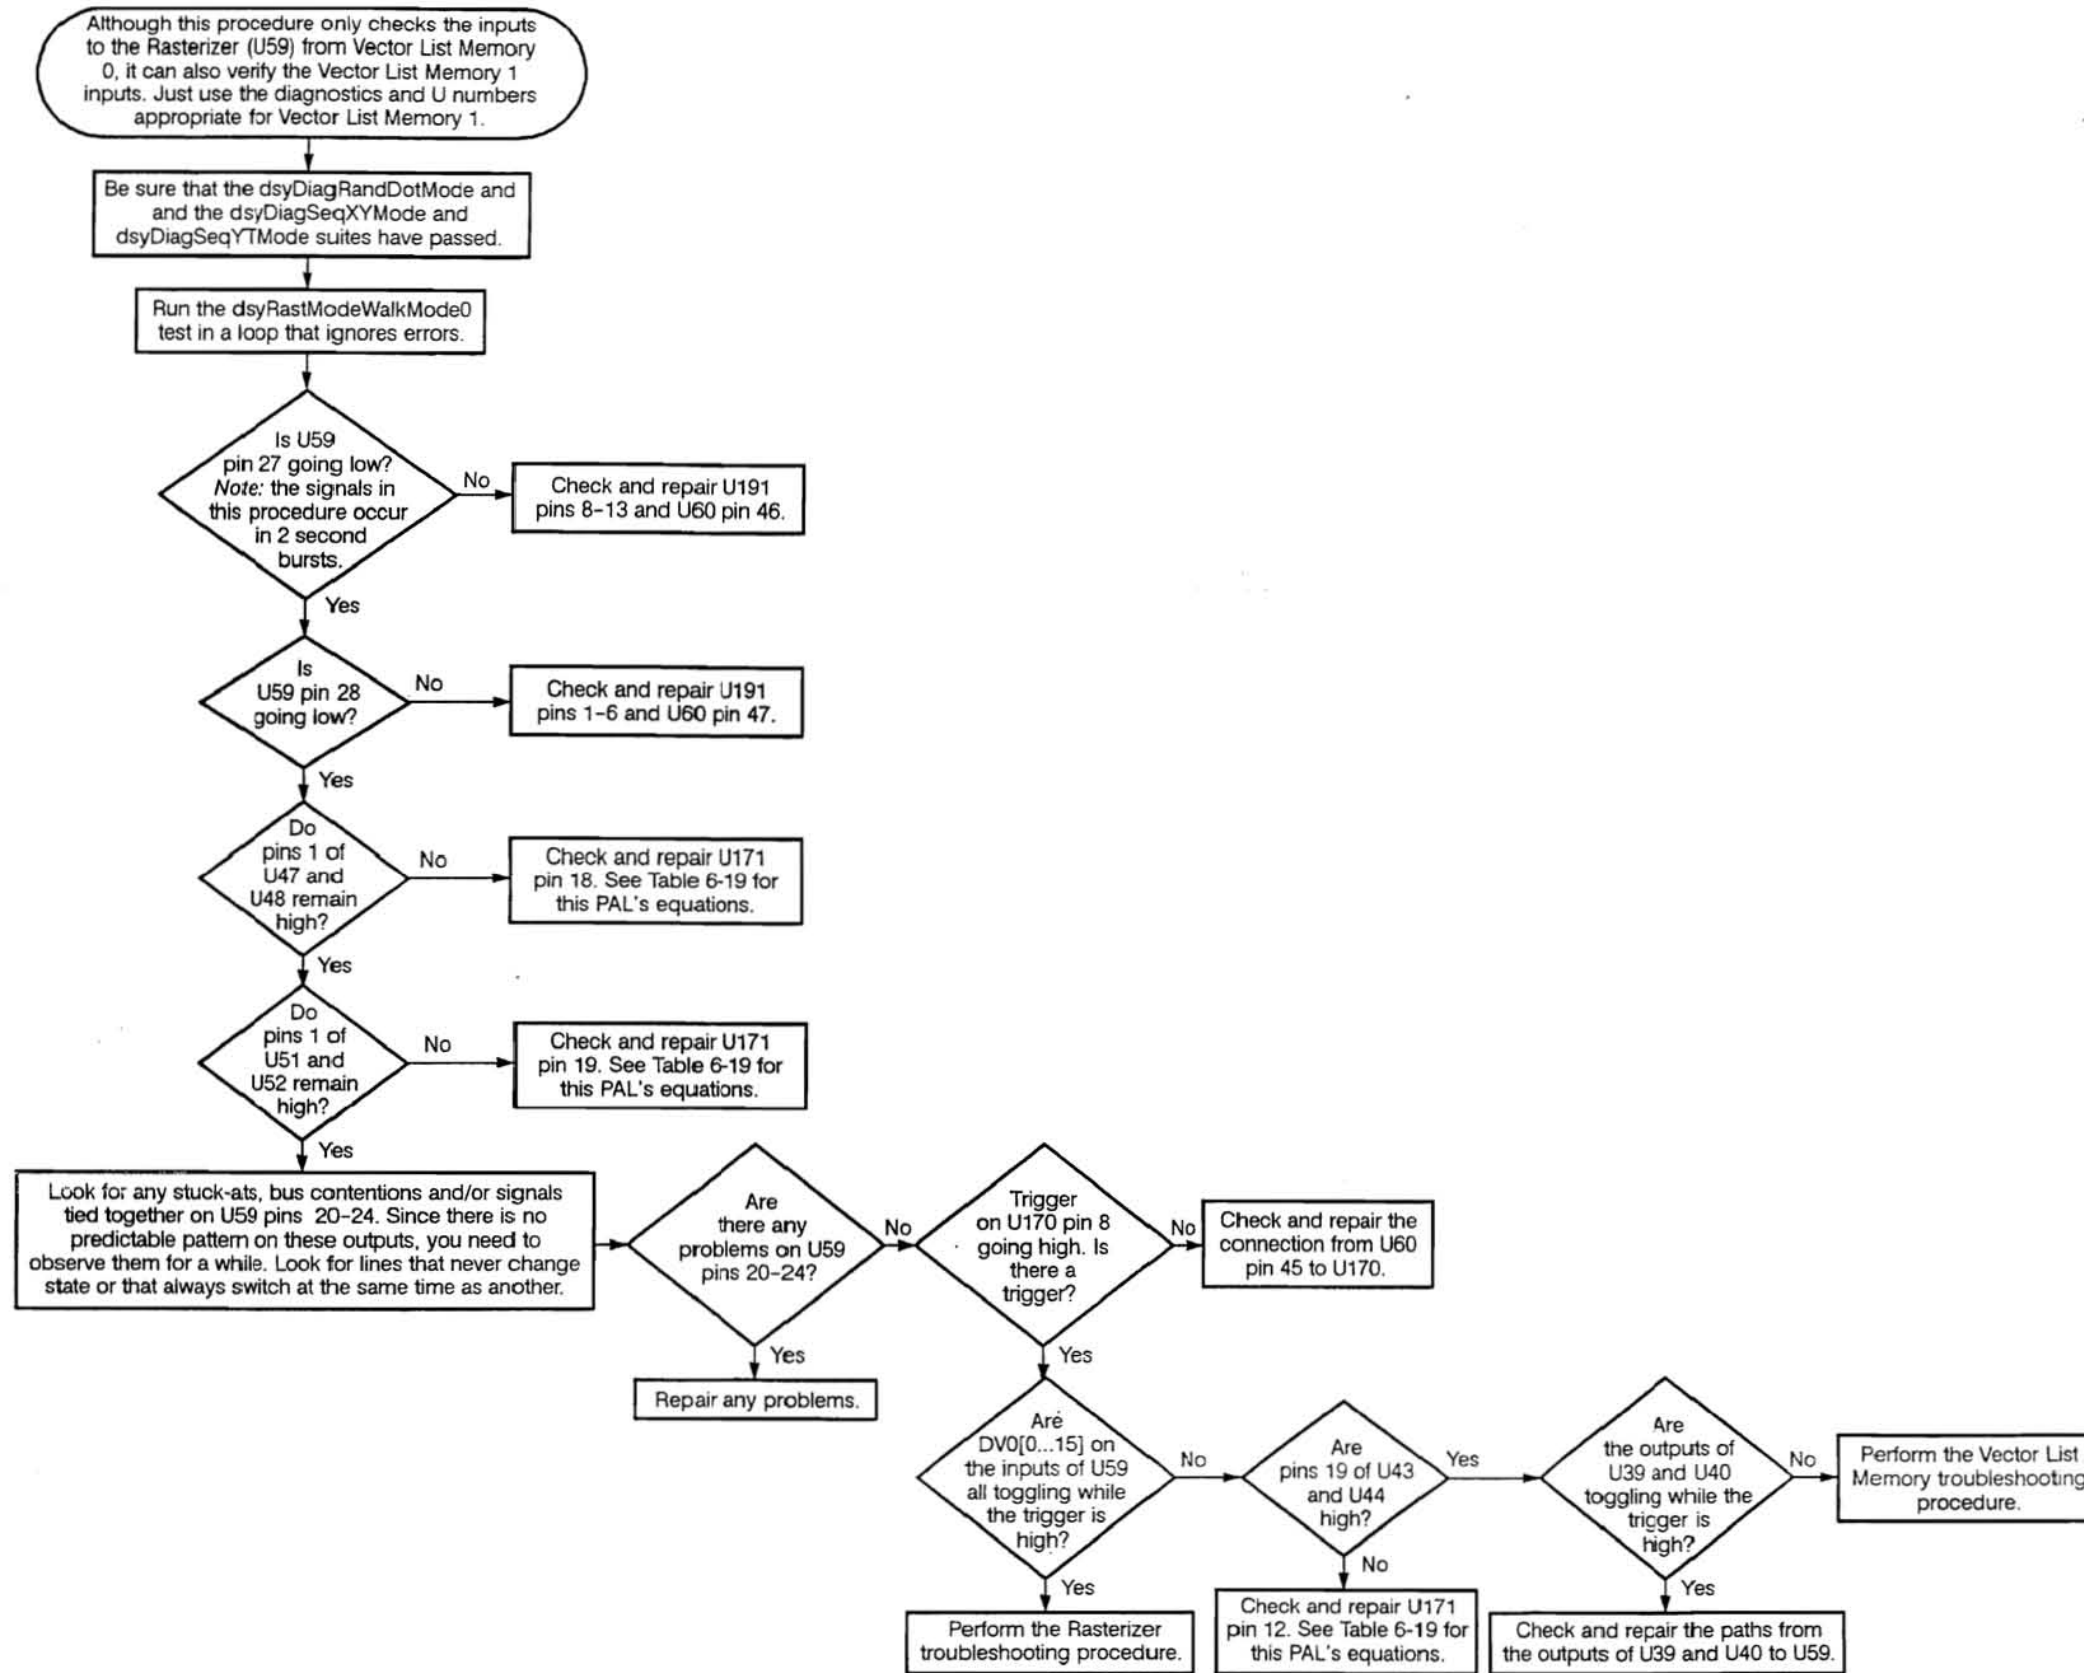 Although this procedure only checks the inputs
to the Rasterizer (U59) from Vector List Memory
0, it can also verify the Vector List Memory 1
inputs. Just use the diagnostics and U numbers
appropriate for Vector List Memory 1.
Be sure that the dsyDiagRandDotMode and
and the dsyDiagSeqXYMode and
dsyDiagSeqYTMode suites have passed.
Run the dsyRastModeWalkMode0
test in a loop that ignores errors.
Is U59
pin 27 going low?
Note: the signals in
this procedure occur
in 2 second
bursts.
No
Check and repair U191
pins 8-13 and U60 pin 46.
Yes
Is
U59 pin 28
going low?
No
Check and repair U191
pins 1-6 and U60 pin 47.
Yes
Do
pins 1 of
U47 and
U48 remain
high?
No
Check and repair U171
pin 18. See Table 6-19 for
this PAL's equations.
Yes
Do
pins 1 of
U51 and
U52 remain
high?
No
Check and repair U171
pin 19. See Table 6-19 for
this PAL's equations.
Yes
Look for any stuck-ats, bus contentions and/or signals
tied together on U59 pins 20-24. Since there is no
predictable pattern on these outputs, you need to
observe them for a while. Look for lines that never change
state or that always switch at the same time as another.
Are
there any
problems on U59
pins 20-24?
No
Yes
Repair any problems.
Trigger
on U170 pin 8
going high. Is
there a
trigger?
No
Check and repair the
connection from U60
pin 45 to U170.
Yes
Are
DV0[0...15] on
the inputs of U59
all toggling while
the trigger is
high?
No
Yes
Perform the Rasterizer
troubleshooting procedure.
Are
pins 19 of U43
and U44
high?
Yes
No
Check and repair U171
pin 12. See Table 6-19 for
this PAL's equations.
Are
the outputs of
U39 and U40
toggling while the
trigger is
high?
No
Perform the Vector List
Memory troubleshooting
procedure.
Yes
Check and repair the paths from
the outputs of U39 and U40 to U59.